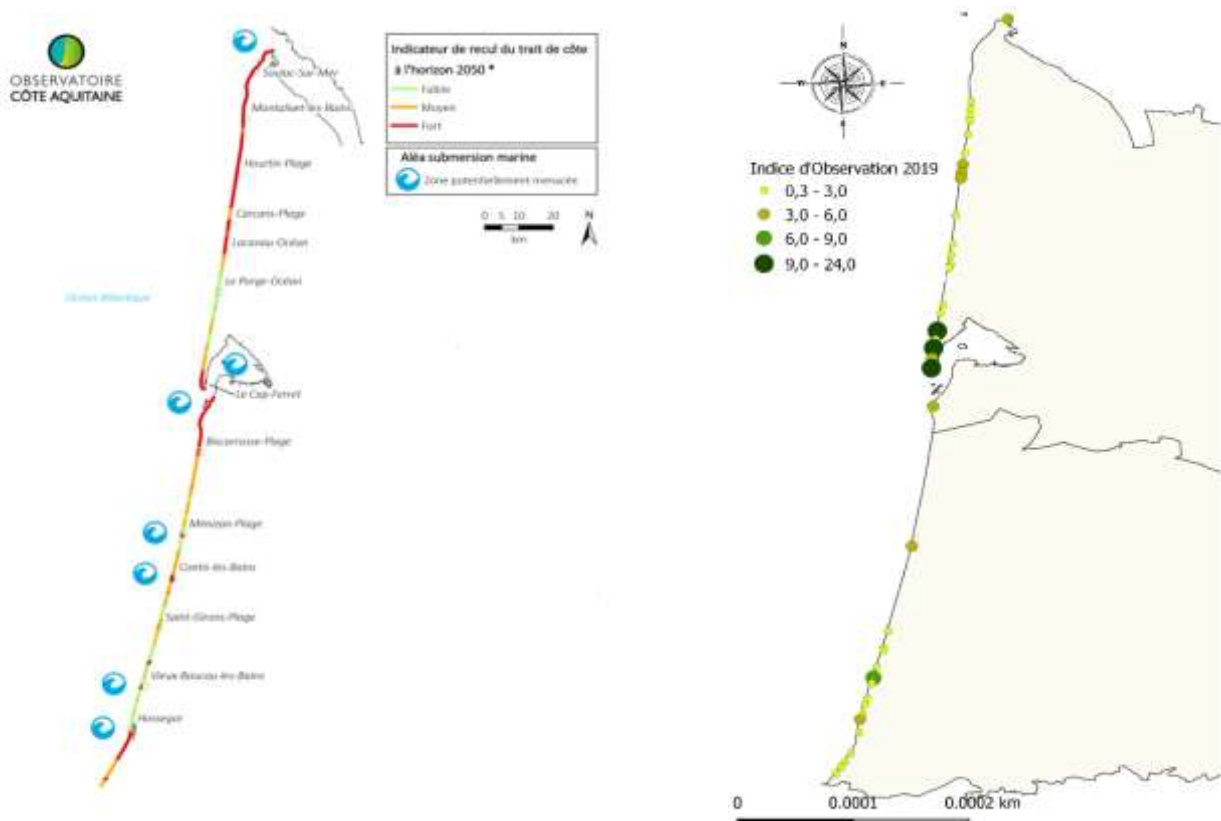 OBSERVATOIRE
CÔTE AQUITAINE
Indicateur de recul du trait de côte
à l'horizon 2050 *
Faible
Moyen
Fort
Aléa submersion marine
Zone potentiellement menacée
0 5 10 20
km
N
Soulac-Sur-Mer
Montalivet-les-Bains
Hourtin-Plage
Carcans-Plage
Lacanau-Océan
Le Porge-Océan
Océan Atlantique
Le Cap-Ferret
Biscarrosse-Plage
Mimizan-Plage
Contis-les-Bains
Saint-Girons-Plage
Vieux-Boucau-les-Bains
Hossegor
N
W
E
S
Indice d'Observation 2019
0,3 - 3,0
3,0 - 6,0
6,0 - 9,0
9,0 - 24,0
0 0.0001 0.0002 km